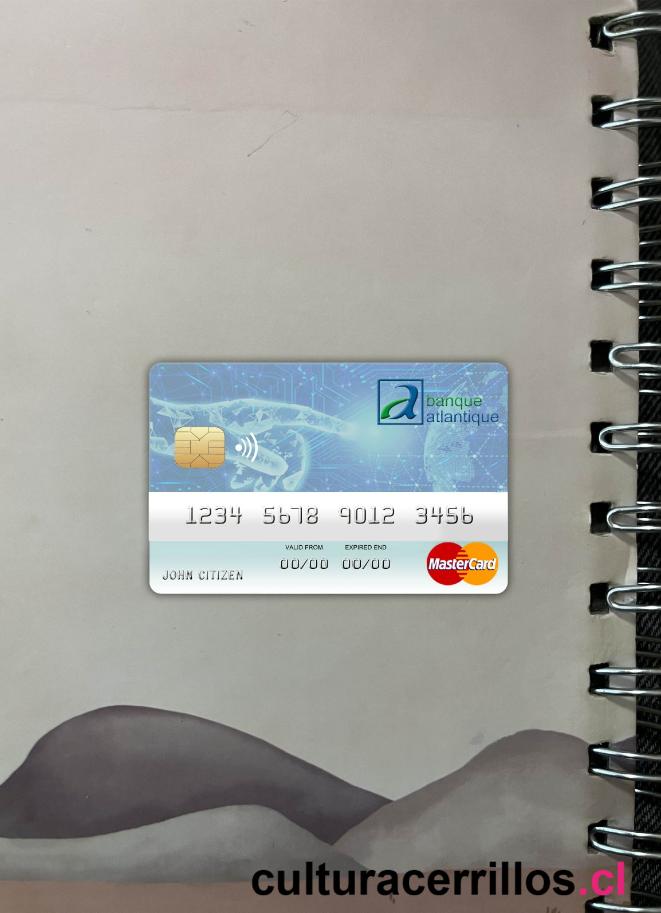 banque
atlantique
1234 5678 9012 3456
VALID FROM EXPIRED END
00/00 00/00
JOHN CITIZEN
MasterCard
culturacerrillos.cl